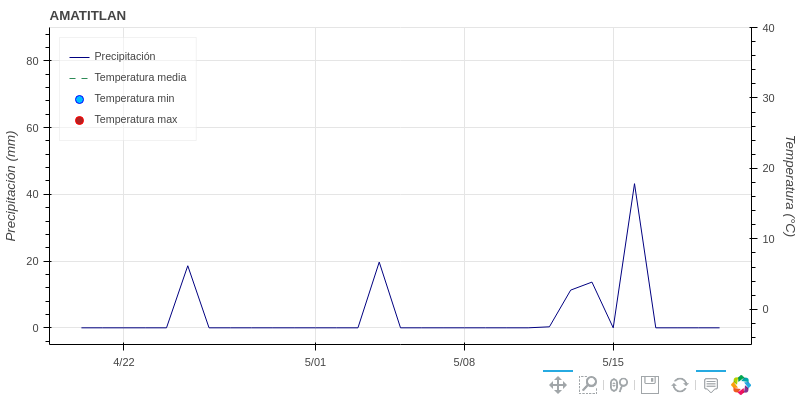 AMATITLAN
Precipitación
Temperatura media
Temperatura min
Temperatura max
Precipitación (mm)
80
60
40
20
0
Temperatura (°C)
40
30
20
10
0
4/22
5/01
5/08
5/15